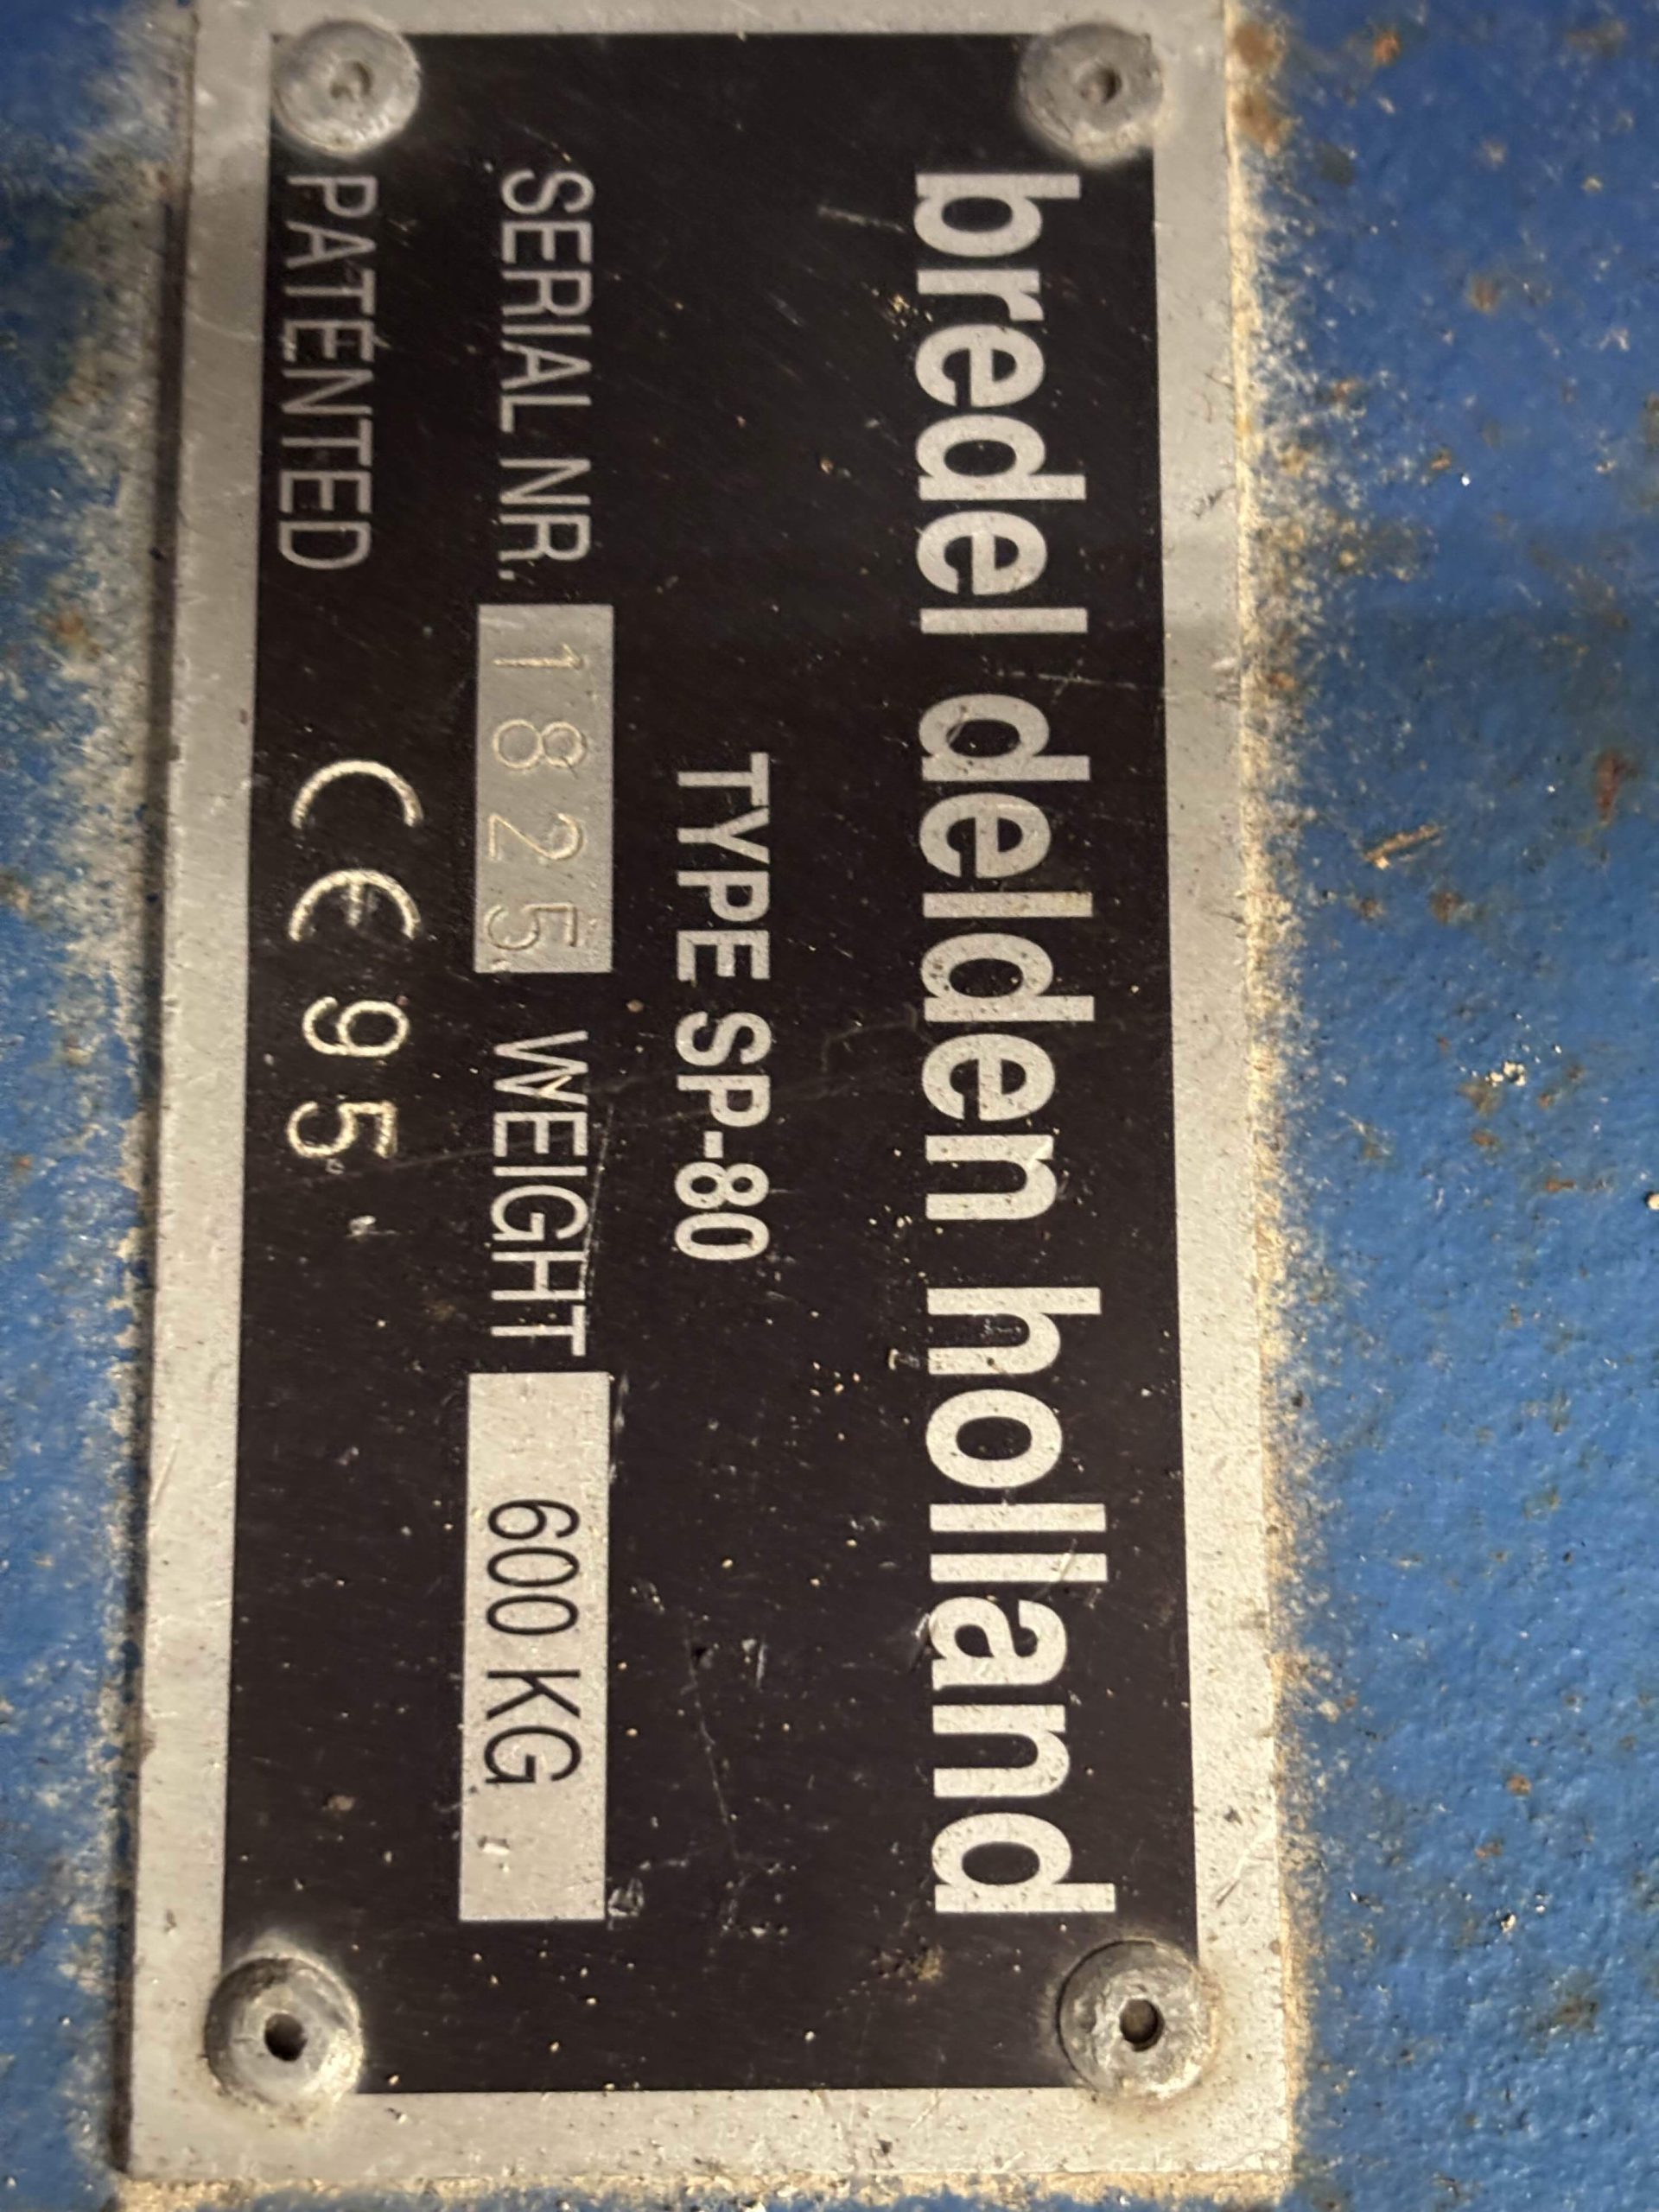 bredel delden holland
TYPE SP-80
SERIAL NR. 1825 WEIGHT 600 KG
PATENTED CE 95